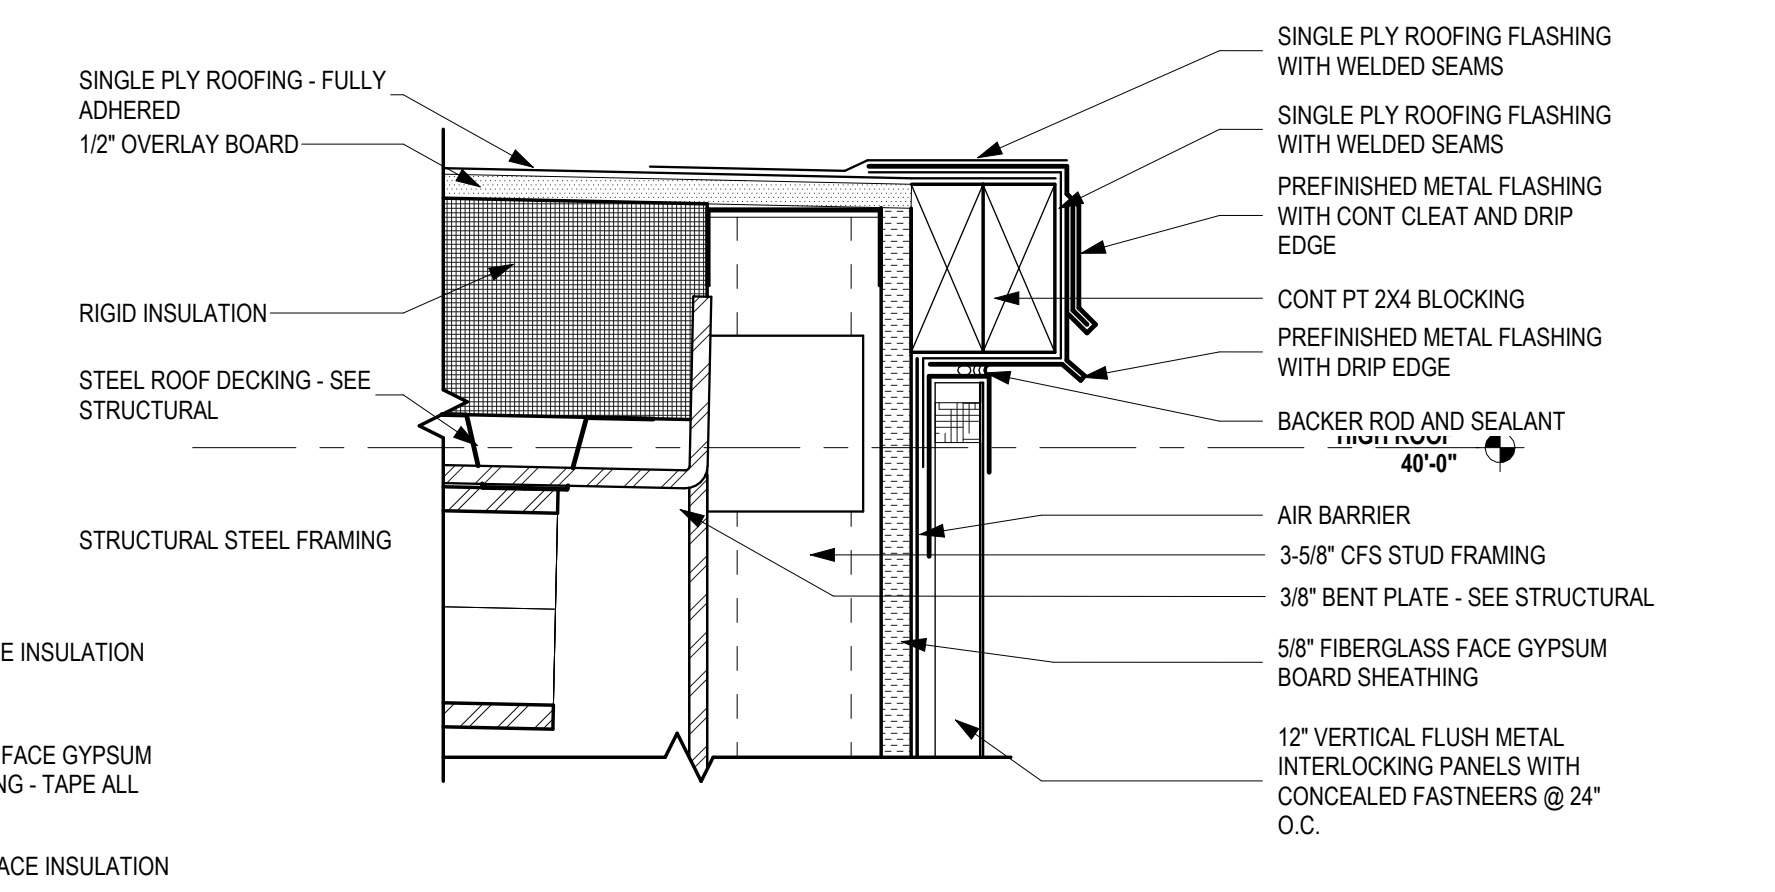 SINGLE PLY ROOFING - FULLY
ADHERED
1/2" OVERLAY BOARD
RIGID INSULATION
STEEL ROOF DECKING - SEE
STRUCTURAL
STRUCTURAL STEEL FRAMING
E INSULATION
FACE GYPSUM
NG - TAPE ALL
ACE INSULATION
SINGLE PLY ROOFING FLASHING
WITH WELDED SEAMS
SINGLE PLY ROOFING FLASHING
WITH WELDED SEAMS
PREFINISHED METAL FLASHING
WITH CONT CLEAT AND DRIP
EDGE
CONT PT 2X4 BLOCKING
PREFINISHED METAL FLASHING
WITH DRIP EDGE
BACKER ROD AND SEALANT
HIGH ROOF
40'-0"
AIR BARRIER
3-5/8" CFS STUD FRAMING
3/8" BENT PLATE - SEE STRUCTURAL
5/8" FIBERGLASS FACE GYPSUM
BOARD SHEATHING
12" VERTICAL FLUSH METAL
INTERLOCKING PANELS WITH
CONCEALED FASTNEERS @ 24"
O.C.